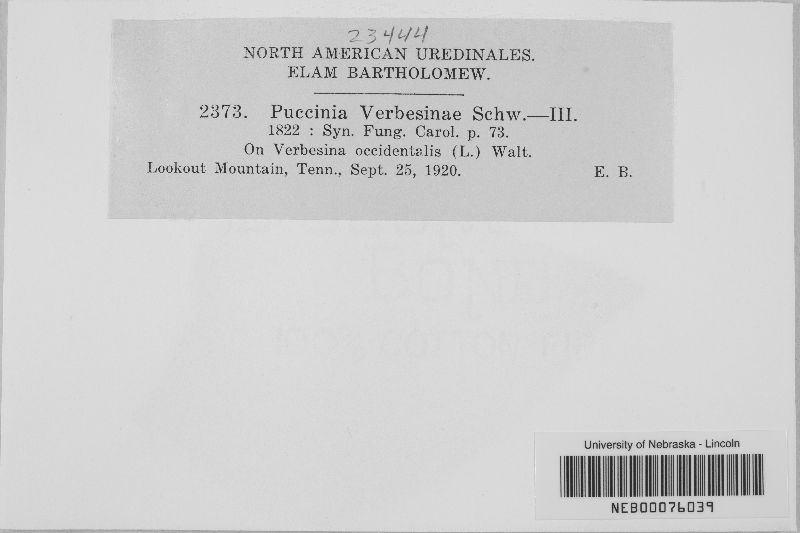 23444
NORTH AMERICAN UREDINALES.
ELAM BARTHOLOMEW.
2373. Puccinia Verbesinae Schw.—III.
1822 : Syn. Fung. Carol. p. 73.
On Verbesina occidentalis (L.) Walt.
Lookout Mountain, Tenn., Sept. 25, 1920. E. B.
University of Nebraska - Lincoln
NEB00076039